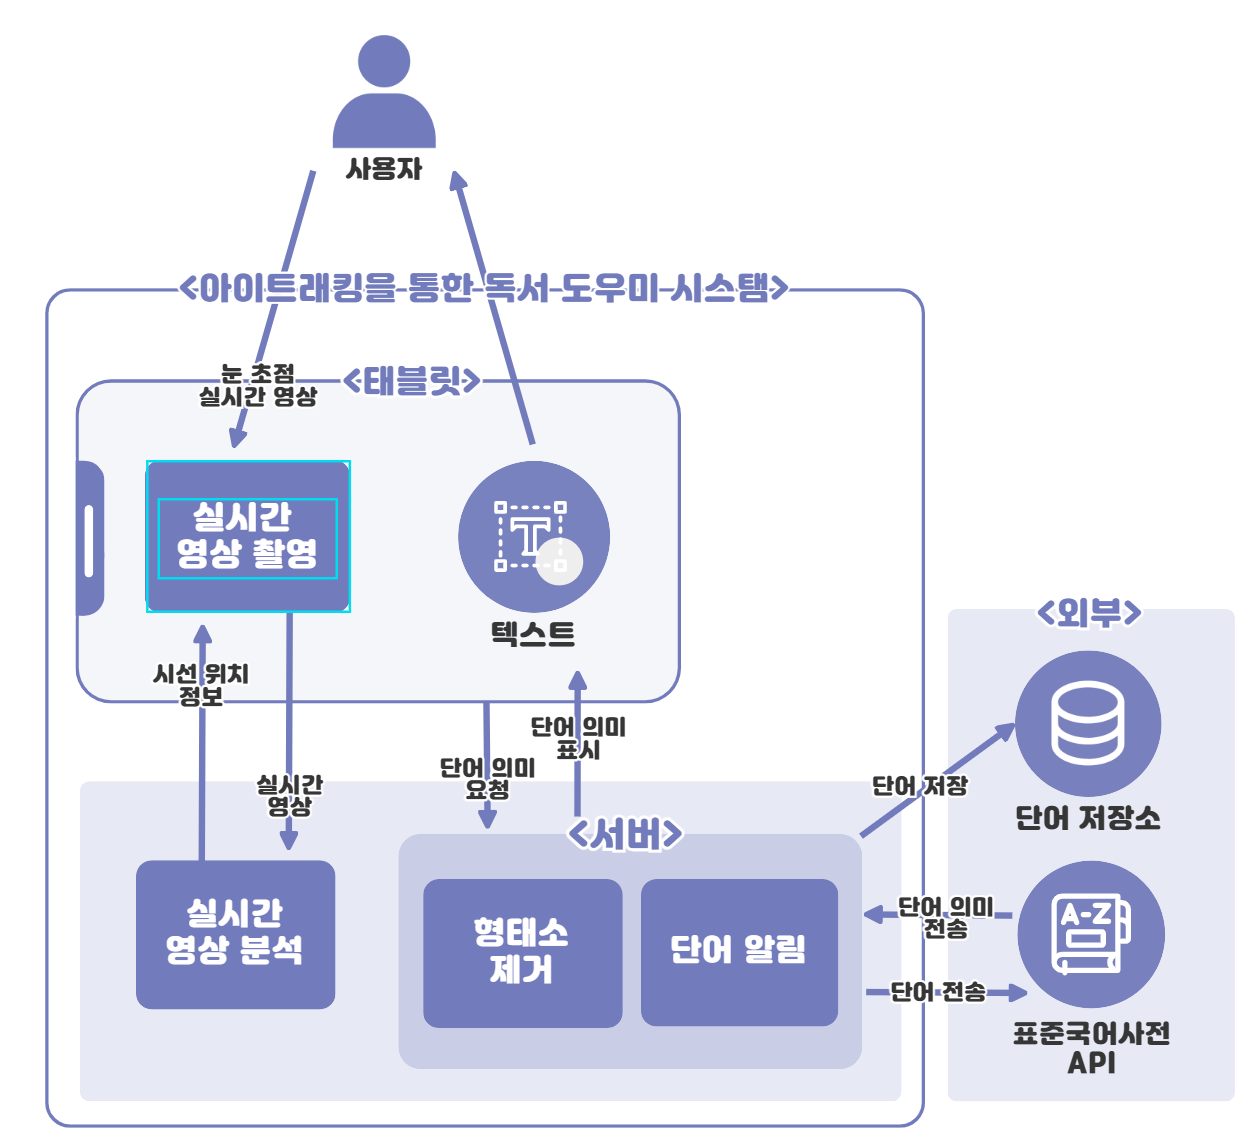 사용자
<아이트래킹을 통한 독서 도우미 시스템>
눈 초점
실시간 영상
<태블릿>
실시간
영상 촬영
T
텍스트
시선 위치
정보
실시간
영상
단어 의미
요청
단어 의미
표시
<서버>
실시간
영상 분석
형태소
제거
단어 알림
단어 저장
단어 의미
전송
단어 전송
<외부>
단어 저장소
A-Z
표준국어사전
API